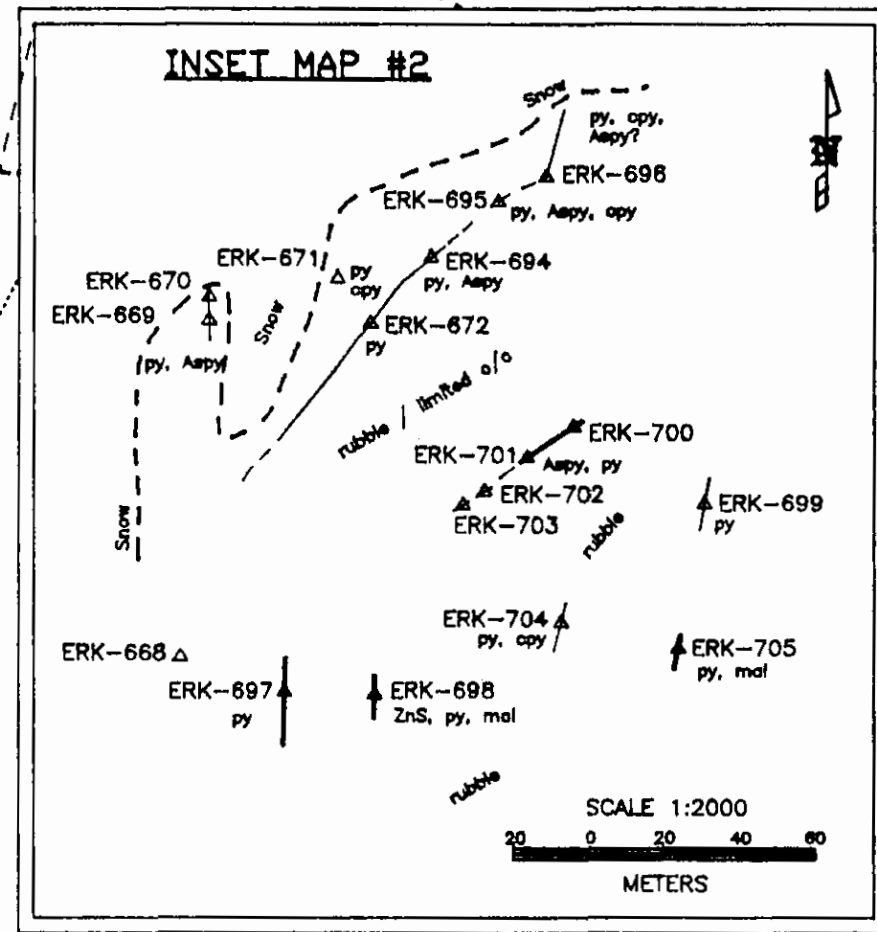 INSET MAP #2
Snow
py, cpy,
Aspy?
ERK-696
ERK-695
py, Aspy, cpy
ERK-671
py
cpy
ERK-694
py, Aspy
ERK-670
ERK-669
py, Aspy
Snow
ERK-672
py
rubble / limited o/c
ERK-700
ERK-701
Aspy, py
ERK-702
ERK-703
rubble
ERK-699
py
Snow
ERK-704
py, cpy
ERK-705
py, mal
ERK-668
ERK-697
py
ERK-698
ZnS, py, mal
rubble
SCALE 1:2000
20 0 20 40 60
METERS